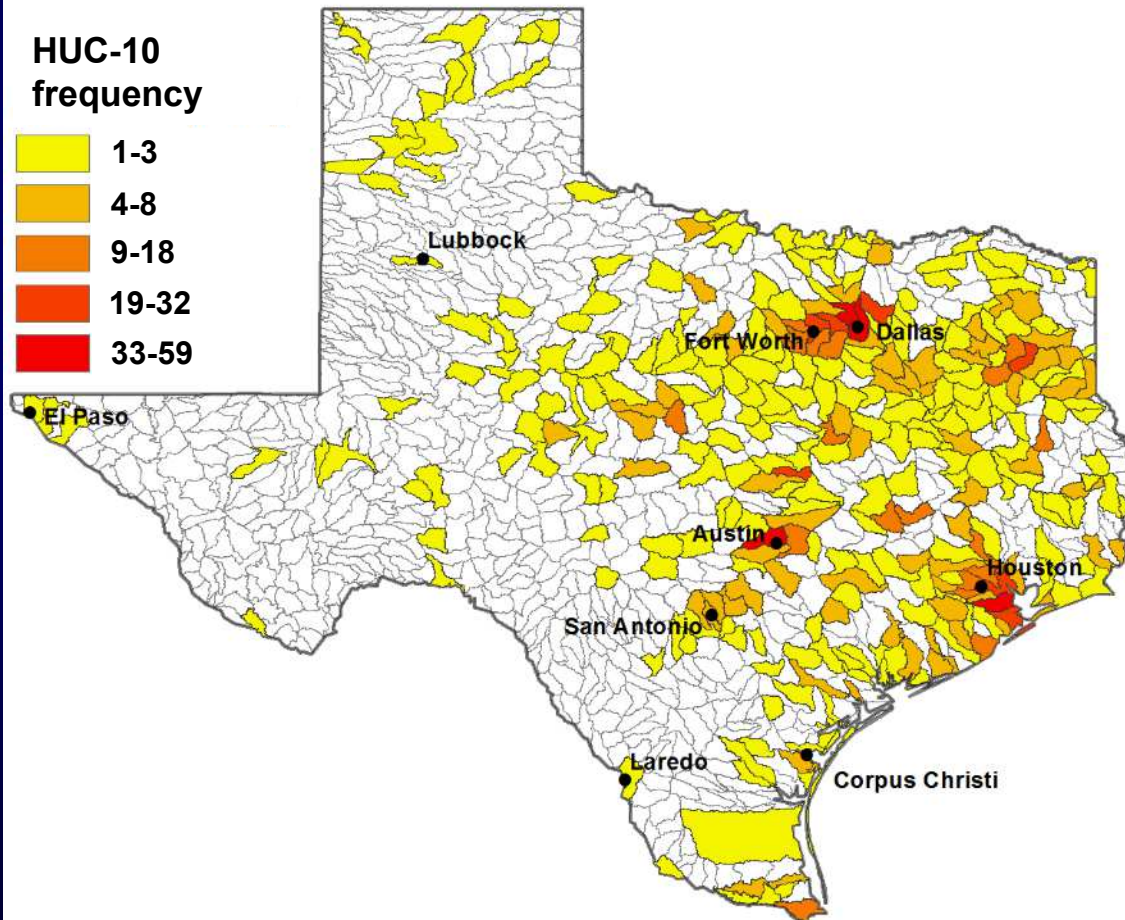 HUC-10
frequency
1-3
4-8
9-18
19-32
33-59
Lubbock
Fort Worth
Dallas
El Paso
Austin
Houston
San Antonio
Laredo
Corpus Christi